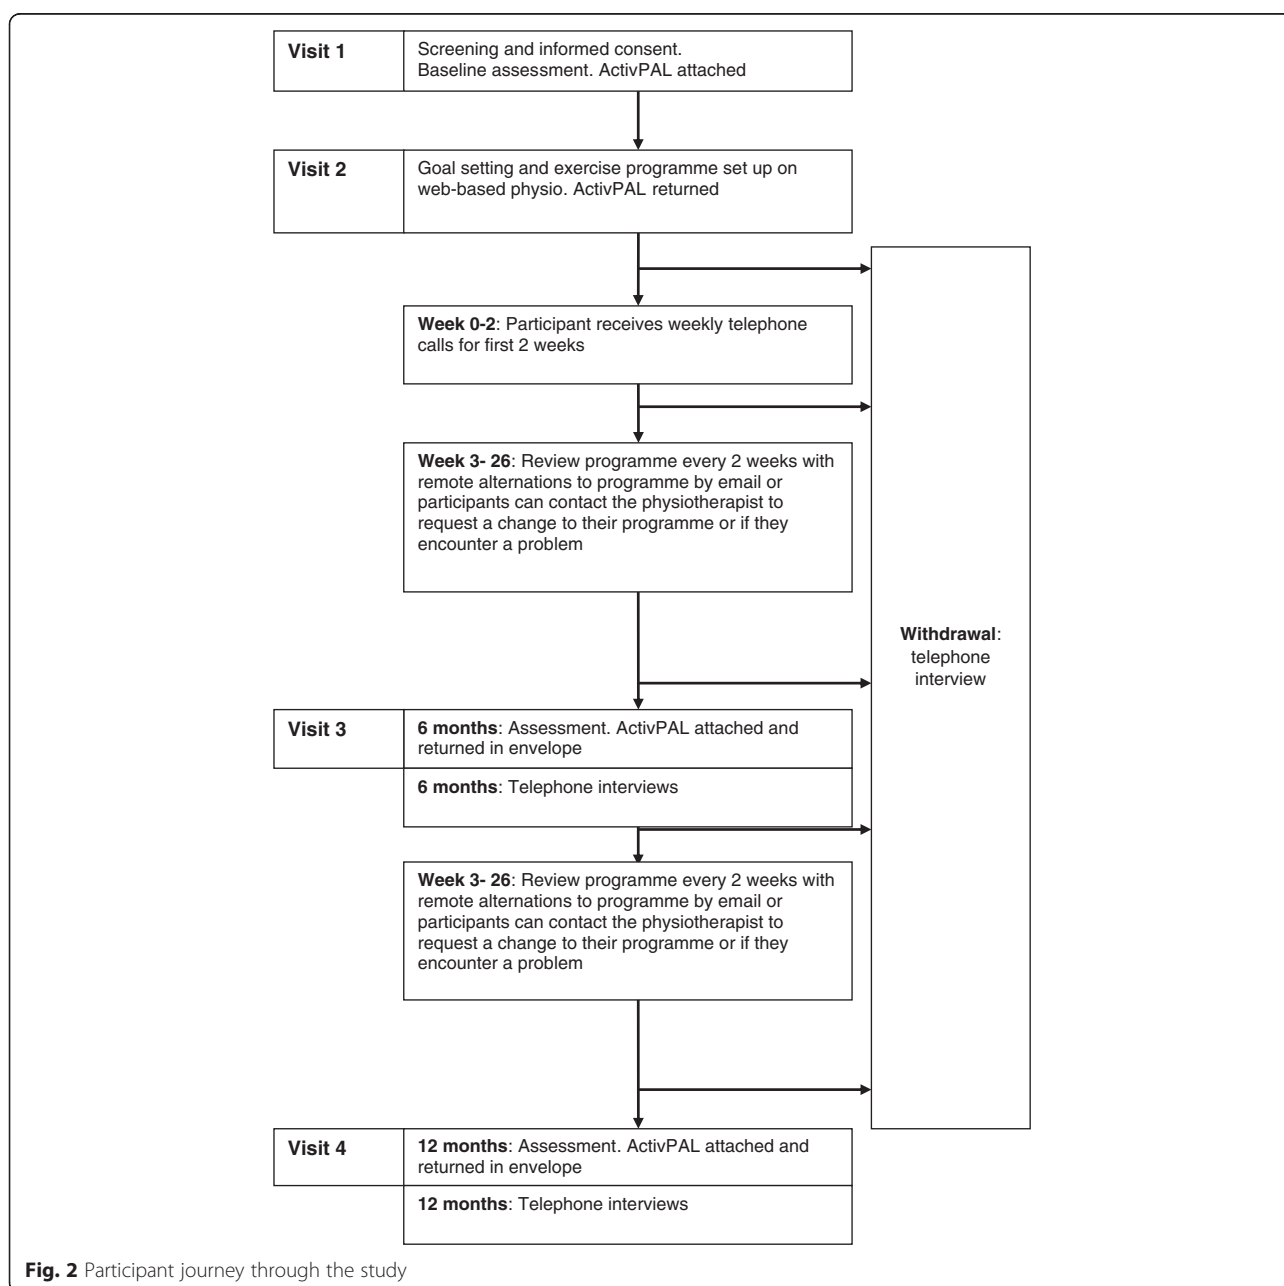 Visit 1
Screening and informed consent.
Baseline assessment. ActivPAL attached
Visit 2
Goal setting and exercise programme set up on
web-based physio. ActivPAL returned
Week 0-2: Participant receives weekly telephone
calls for first 2 weeks
Week 3- 26: Review programme every 2 weeks with
remote alternations to programme by email or
participants can contact the physiotherapist to
request a change to their programme or if they
encounter a problem
Withdrawal:
telephone
interview
Visit 3
6 months: Assessment. ActivPAL attached and
returned in envelope
6 months: Telephone interviews
Week 3- 26: Review programme every 2 weeks with
remote alternations to programme by email or
participants can contact the physiotherapist to
request a change to their programme or if they
encounter a problem
Visit 4
12 months: Assessment. ActivPAL attached and
returned in envelope
12 months: Telephone interviews
Fig. 2 Participant journey through the study